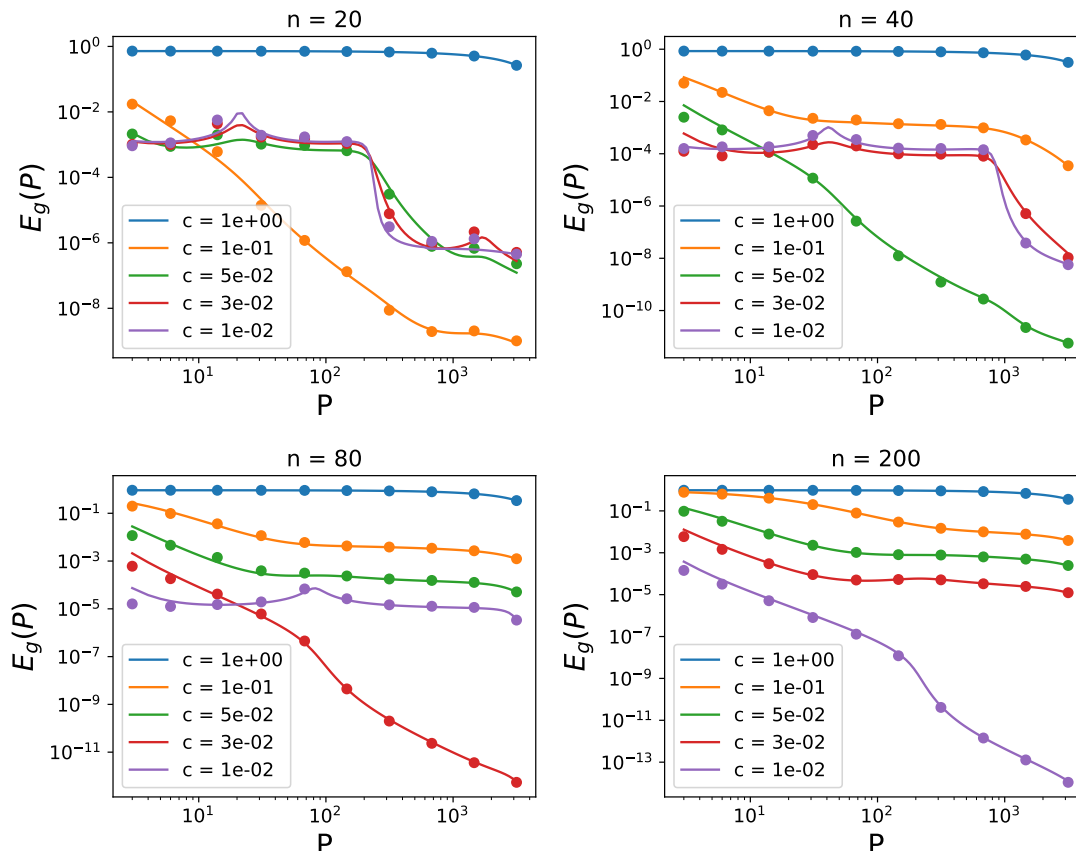 n = 20
10^0
10^-2
10^-4
10^-6
10^-8
E_g(P)
c = 1e+00
c = 1e-01
c = 5e-02
c = 3e-02
c = 1e-02
10^1
10^2
10^3
P
n = 40
10^0
10^-2
10^-4
10^-6
10^-8
10^-10
E_g(P)
c = 1e+00
c = 1e-01
c = 5e-02
c = 3e-02
c = 1e-02
10^1
10^2
10^3
P
n = 80
10^-1
10^-3
10^-5
10^-7
10^-9
10^-11
E_g(P)
c = 1e+00
c = 1e-01
c = 5e-02
c = 3e-02
c = 1e-02
10^1
10^2
10^3
P
n = 200
10^-1
10^-3
10^-5
10^-7
10^-9
10^-11
10^-13
E_g(P)
c = 1e+00
c = 1e-01
c = 5e-02
c = 3e-02
c = 1e-02
10^1
10^2
10^3
P